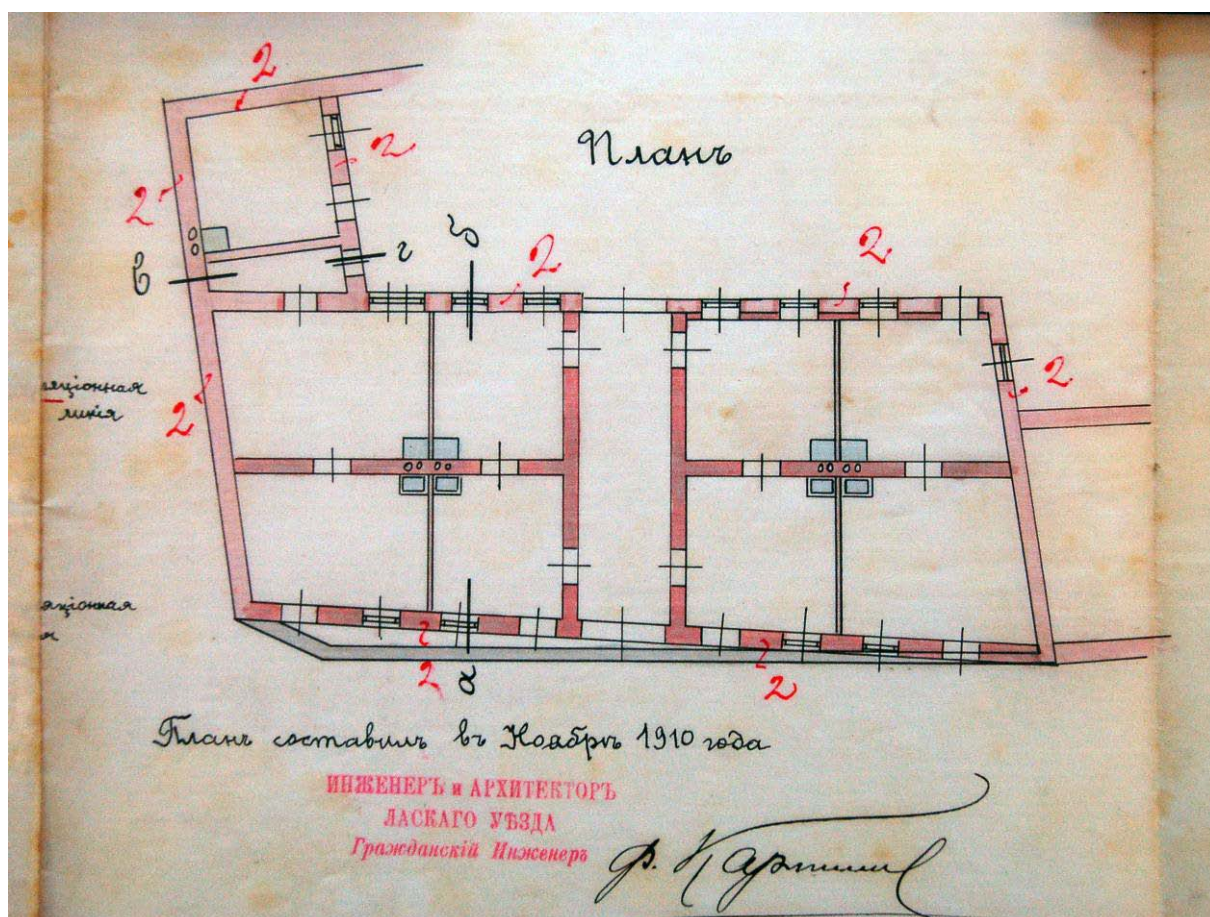 2
Планъ
2
2
б
2
2
в
г
2
линія
2
2
2
2
а
2
Планъ составилъ въ Ноябрѣ 1910 года
ИНЖЕНЕРЪ и АРХИТЕКТОРЪ
ЛАСКАГО УѢЗДА
Гражданскій Инженеръ
Ф.